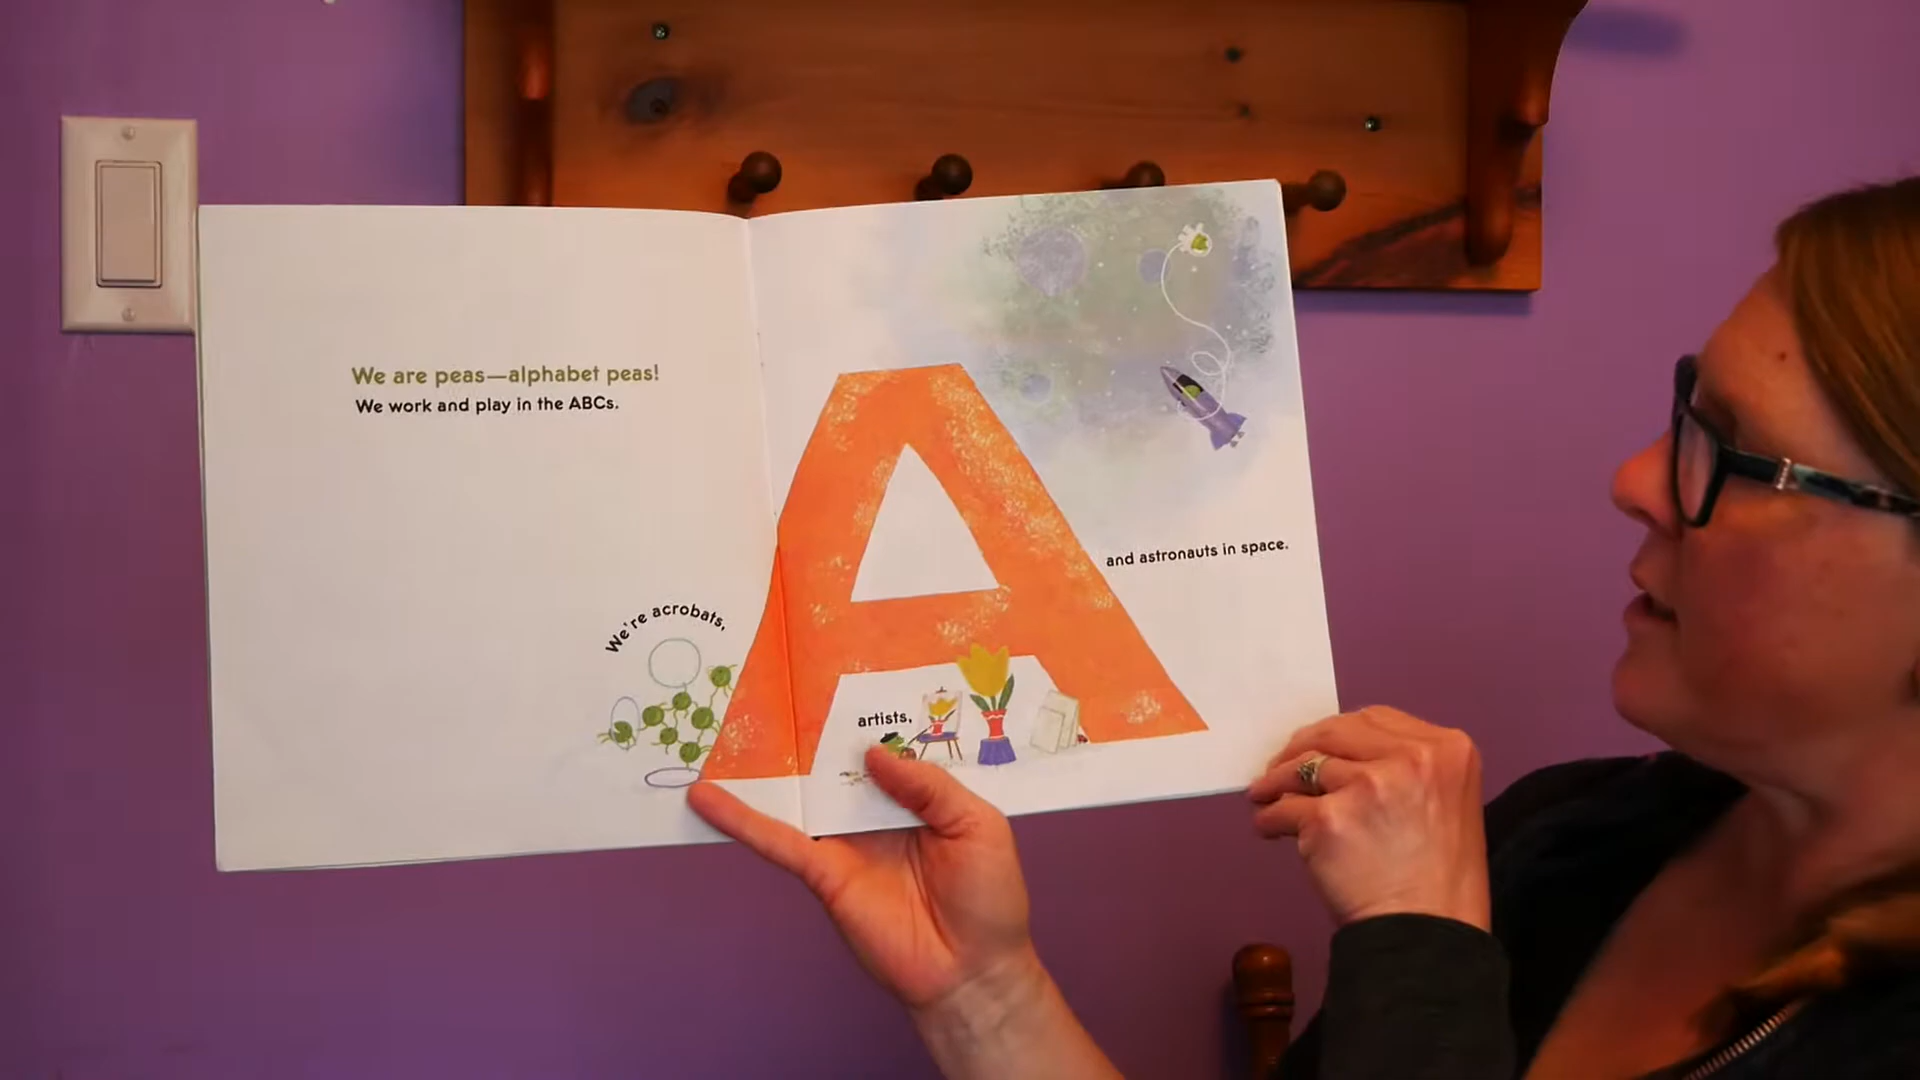 We are peas—alphabet peas!
We work and play in the ABCs.
We're acrobats,
A
artists,
and astronauts in space.